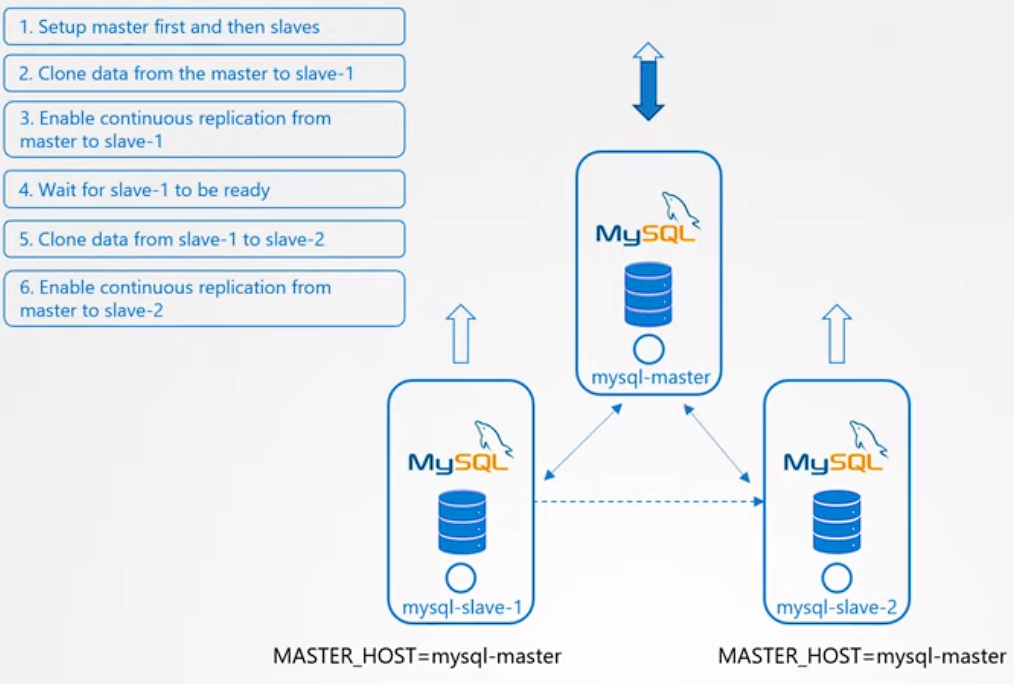 1. Setup master first and then slaves
2. Clone data from the master to slave-1
3. Enable continuous replication from
master to slave-1
4. Wait for slave-1 to be ready
5. Clone data from slave-1 to slave-2
6. Enable continuous replication from
master to slave-2
MySQL
mysql-master
MySQL
mysql-slave-1
MASTER_HOST=mysql-master
MySQL
mysql-slave-2
MASTER_HOST=mysql-master